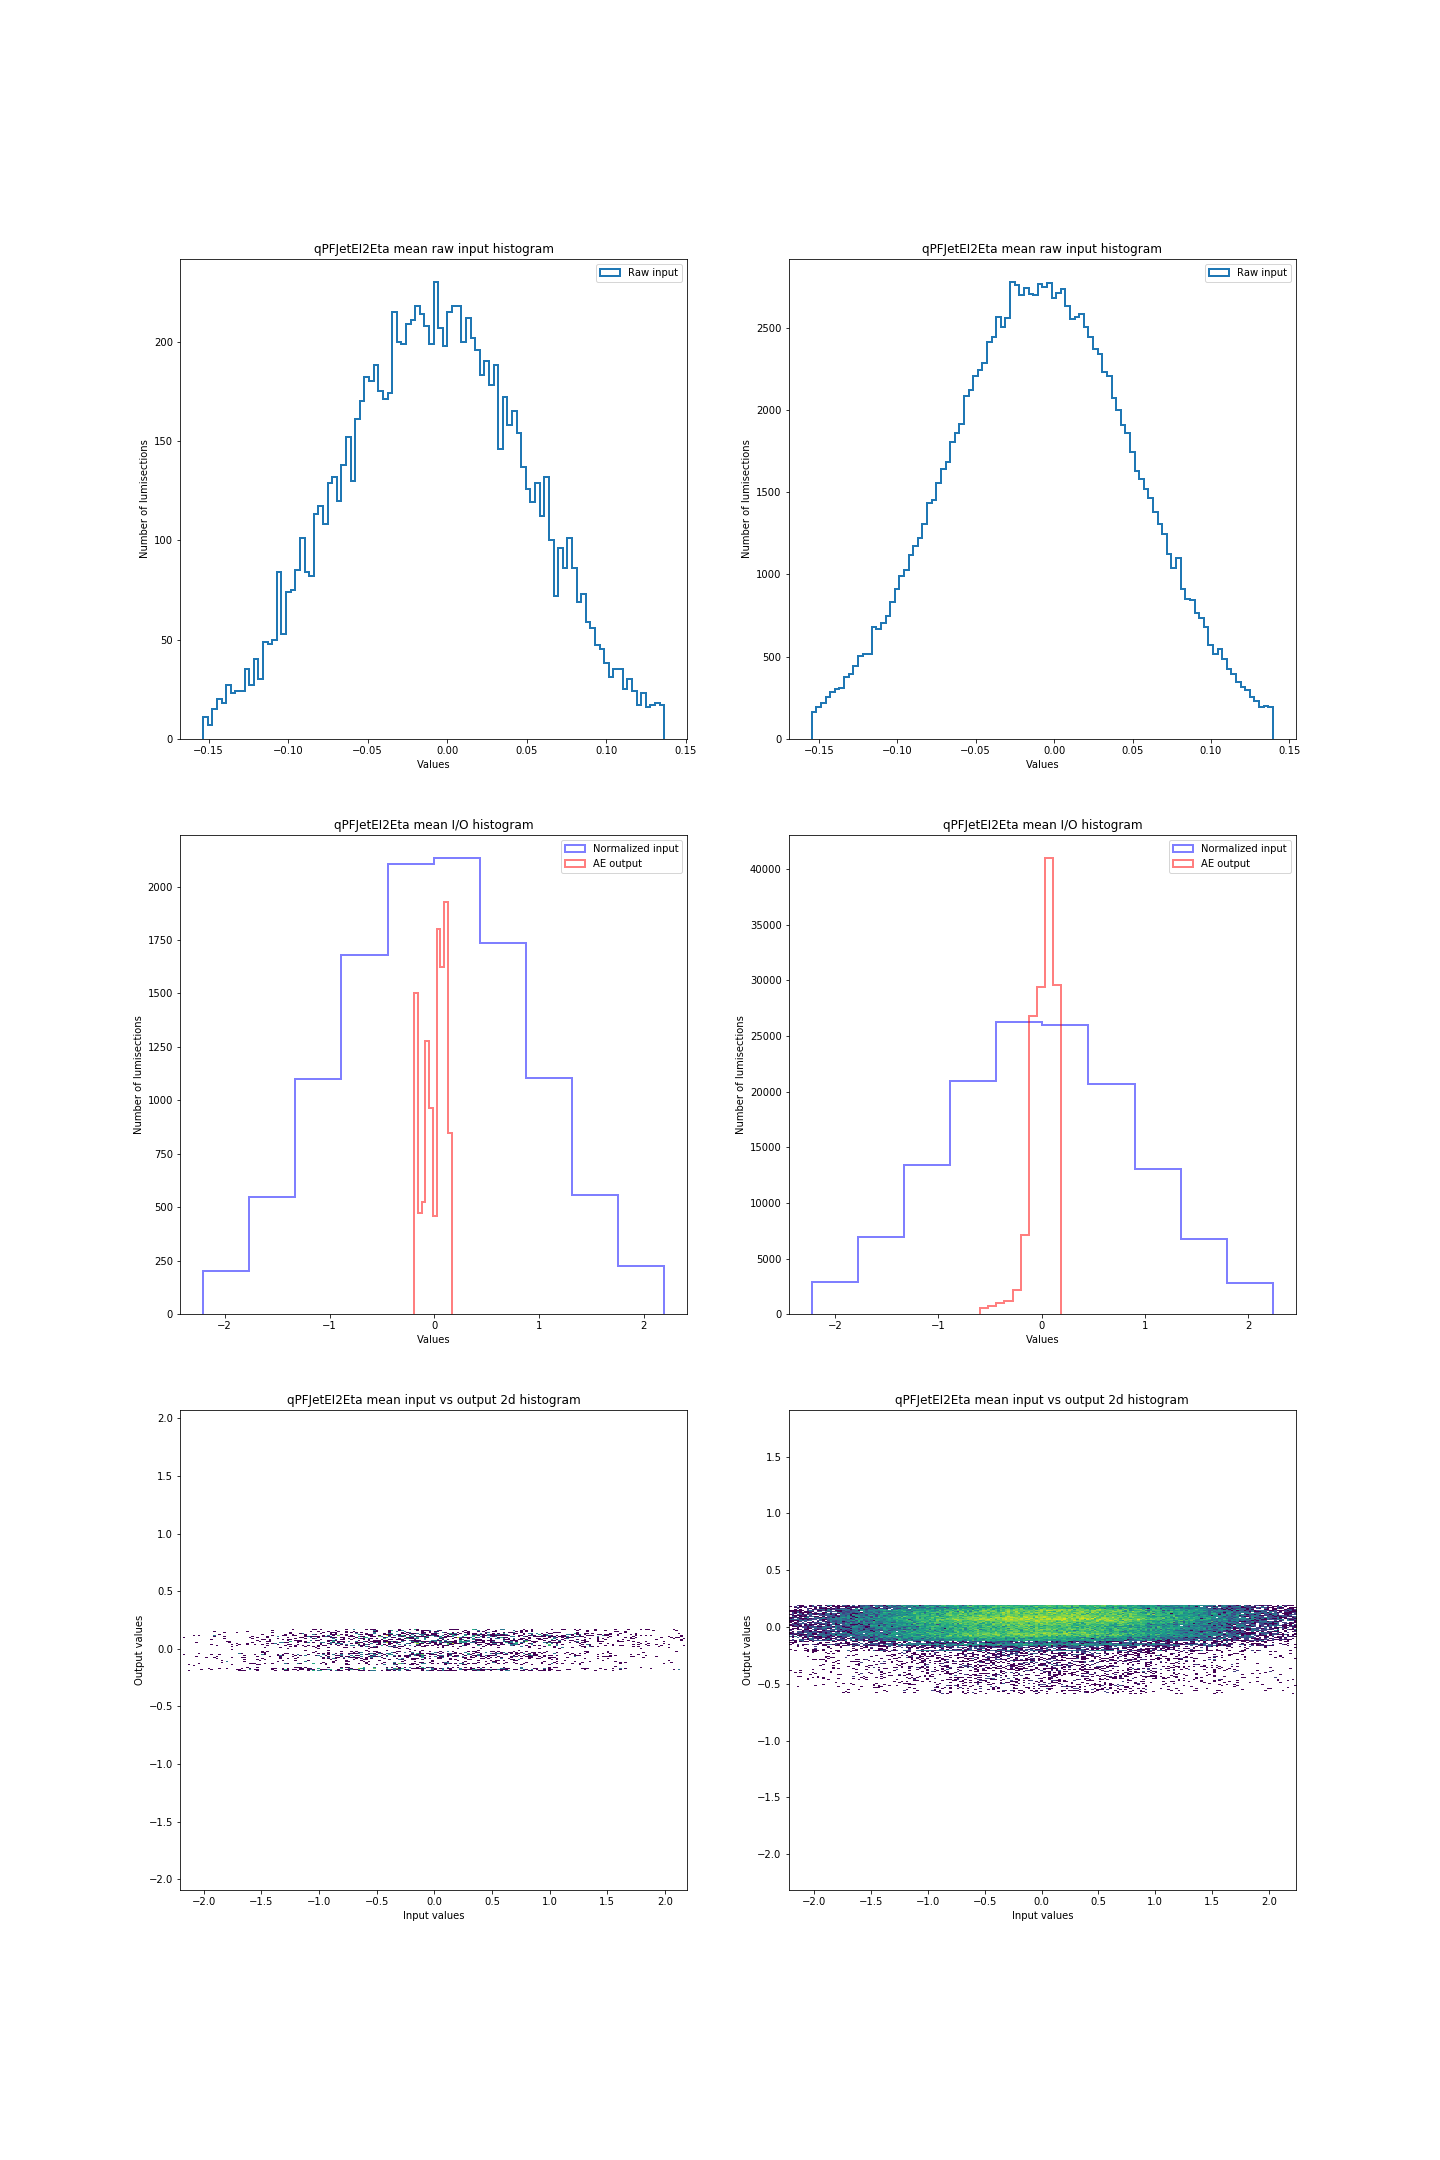 qPFJetEI2Eta mean raw input histogram
Raw input
Number of lumisections
200
150
100
50
0
−0.15 −0.10 −0.05 0.00 0.05 0.10 0.15
Values
qPFJetEI2Eta mean raw input histogram
Raw input
Number of lumisections
2500
2000
1500
1000
500
0
−0.15 −0.10 −0.05 0.00 0.05 0.10 0.15
Values
qPFJetEI2Eta mean I/O histogram
Normalized input
AE output
Number of lumisections
2000
1750
1500
1250
1000
750
500
250
0
−2 −1 0 1 2
Values
qPFJetEI2Eta mean I/O histogram
Normalized input
AE output
Number of lumisections
40000
35000
30000
25000
20000
15000
10000
5000
0
−2 −1 0 1 2
Values
qPFJetEI2Eta mean input vs output 2d histogram
Output values
2.0
1.5
1.0
0.5
0.0
−0.5
−1.0
−1.5
−2.0
−2.0 −1.5 −1.0 −0.5 0.0 0.5 1.0 1.5 2.0
Input values
qPFJetEI2Eta mean input vs output 2d histogram
Output values
1.5
1.0
0.5
0.0
−0.5
−1.0
−1.5
−2.0
−2.0 −1.5 −1.0 −0.5 0.0 0.5 1.0 1.5 2.0
Input values